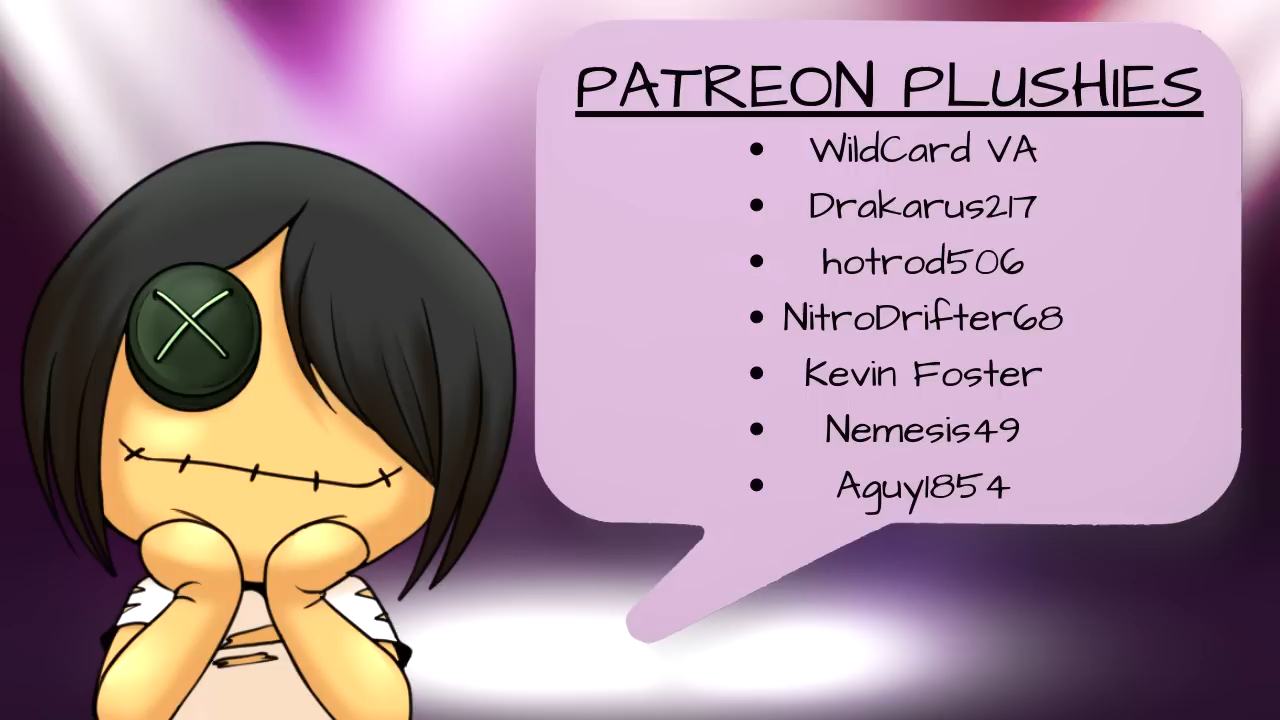 PATREON PLUSHIES
• WildCard VA
• Drakarus217
• hotrod506
• NitroDrifter68
• Kevin Foster
• Nemesis49
• Aguy1854